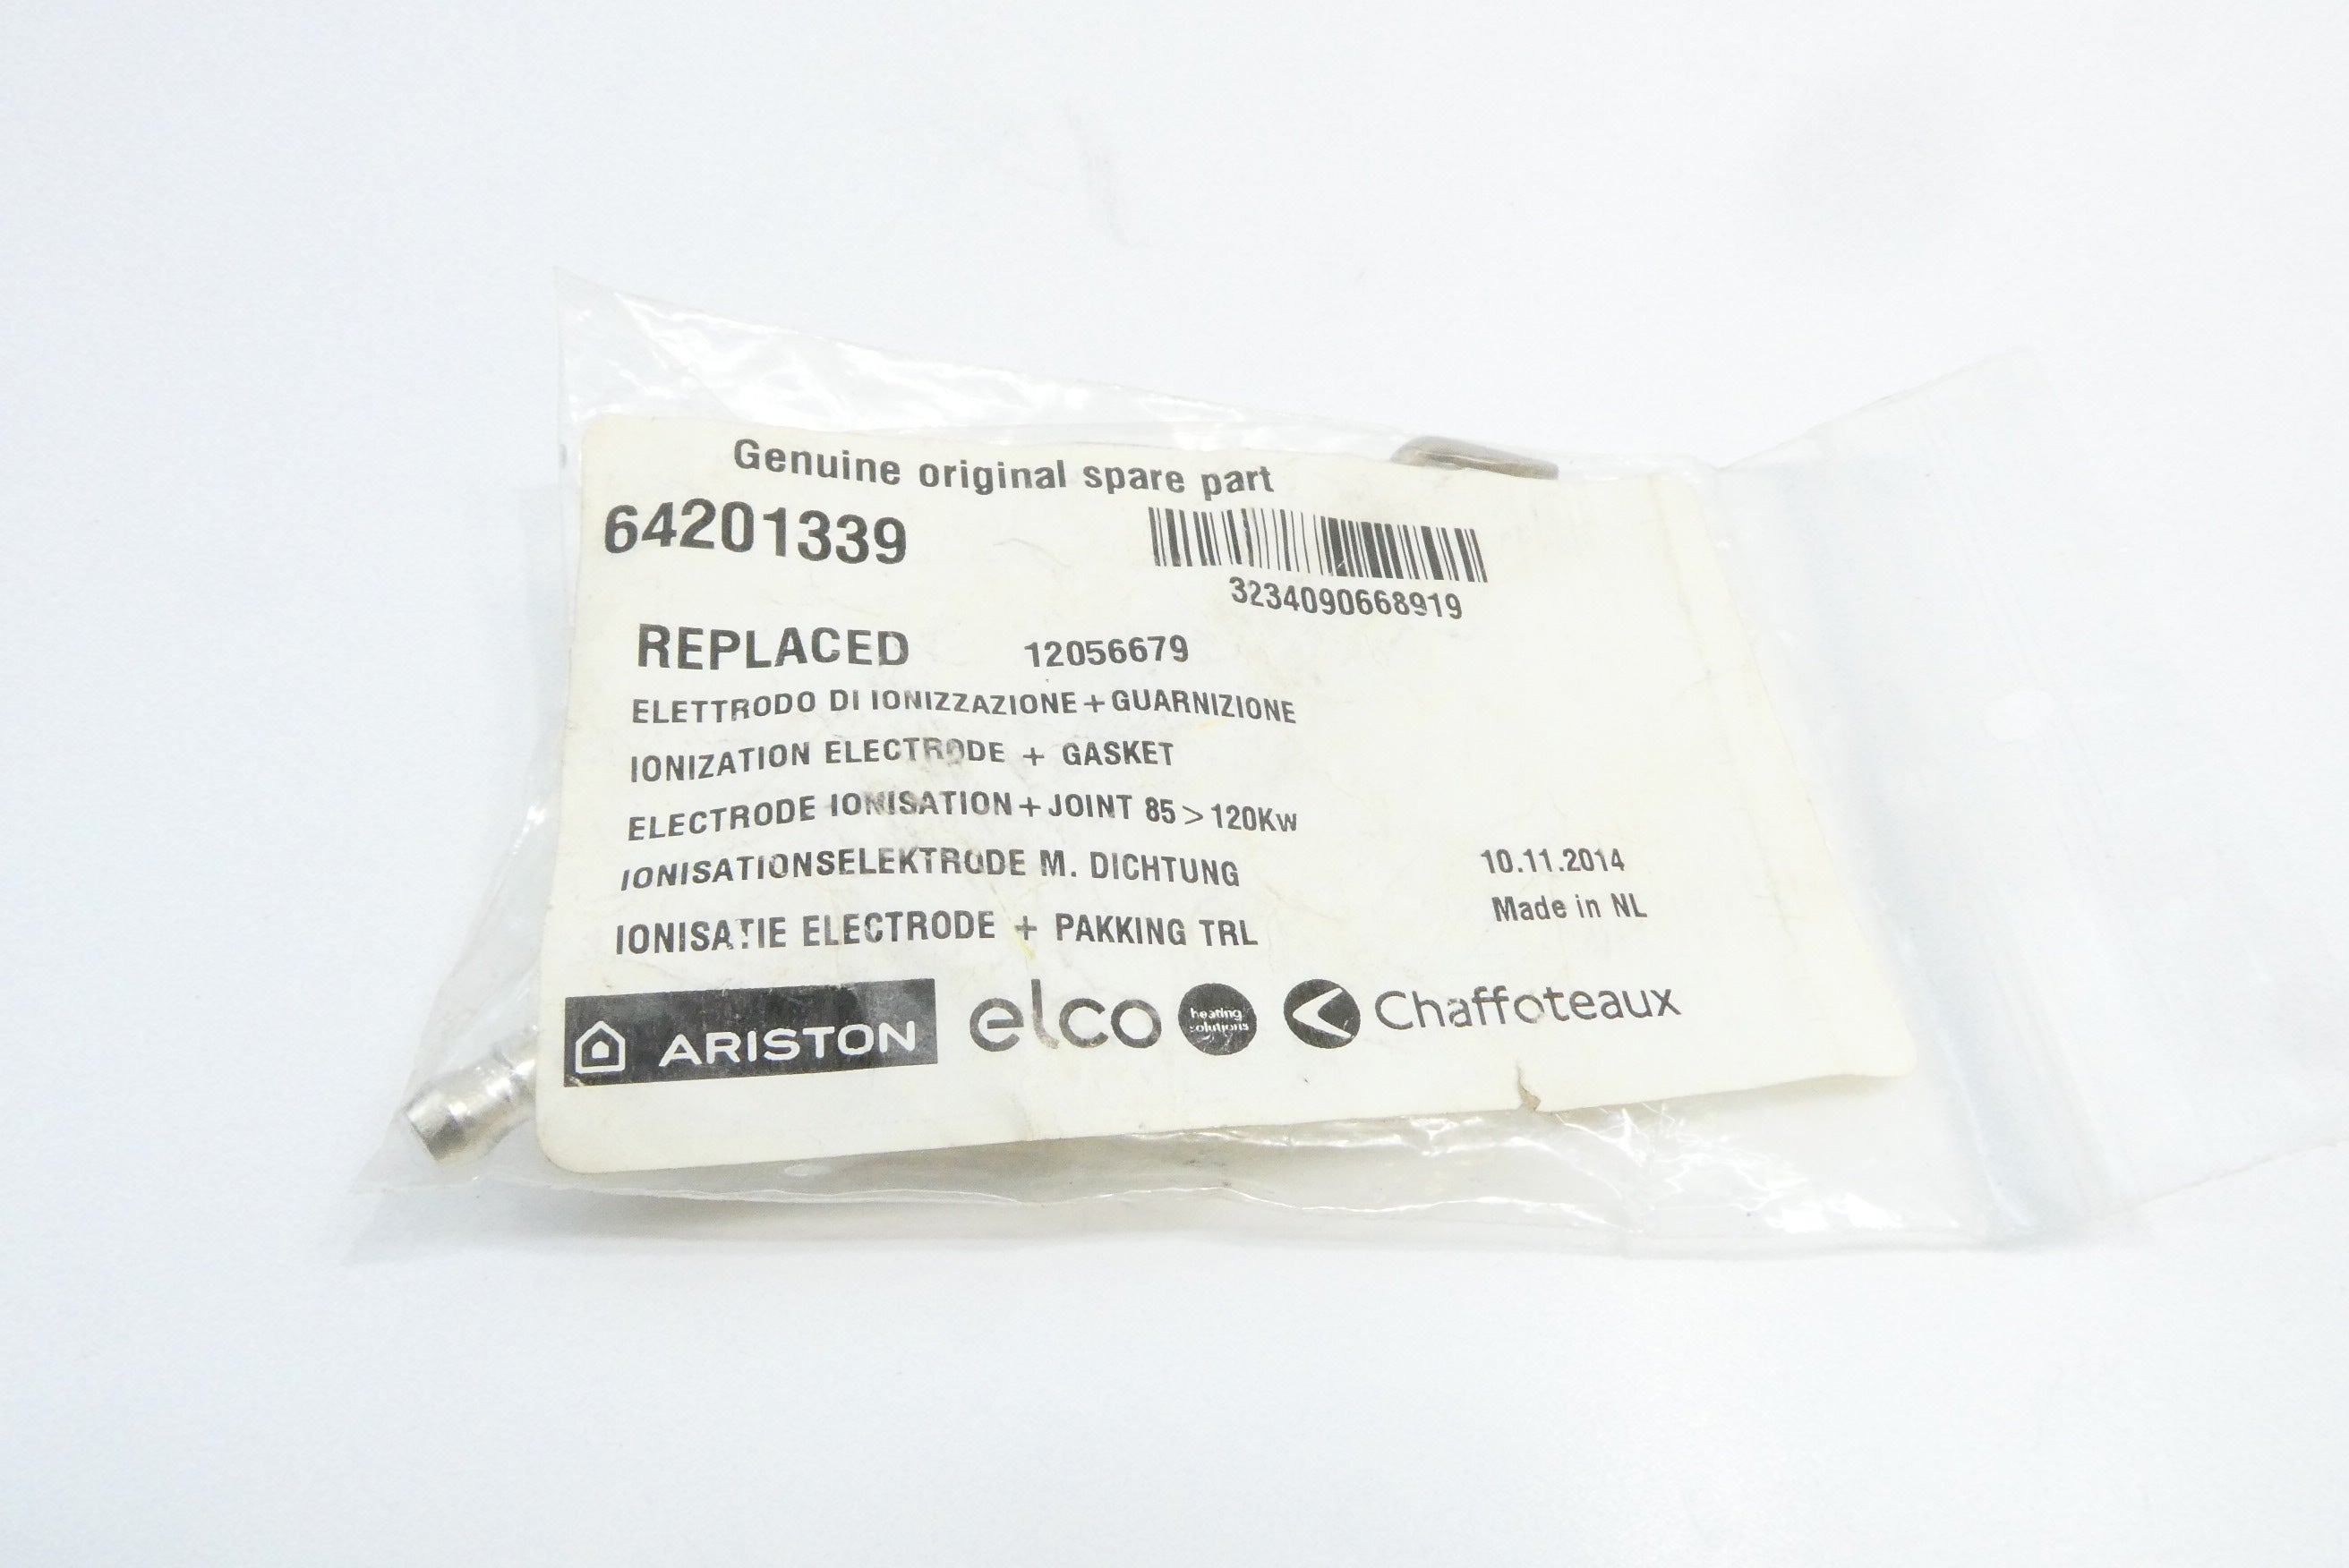 Genuine original spare part
64201339
3234090668919
REPLACED 12056679
ELETTRODO DI IONIZZAZIONE + GUARNIZIONE
IONIZATION ELECTRODE + GASKET
ELECTRODE IONISATION + JOINT 85 > 120Kw
IONISATIONSELEKTRODE M. DICHTUNG
10.11.2014
IONISATIE ELECTRODE + PAKKING TRL
Made in NL
ARISTON elco heating solutions Chaffoteaux